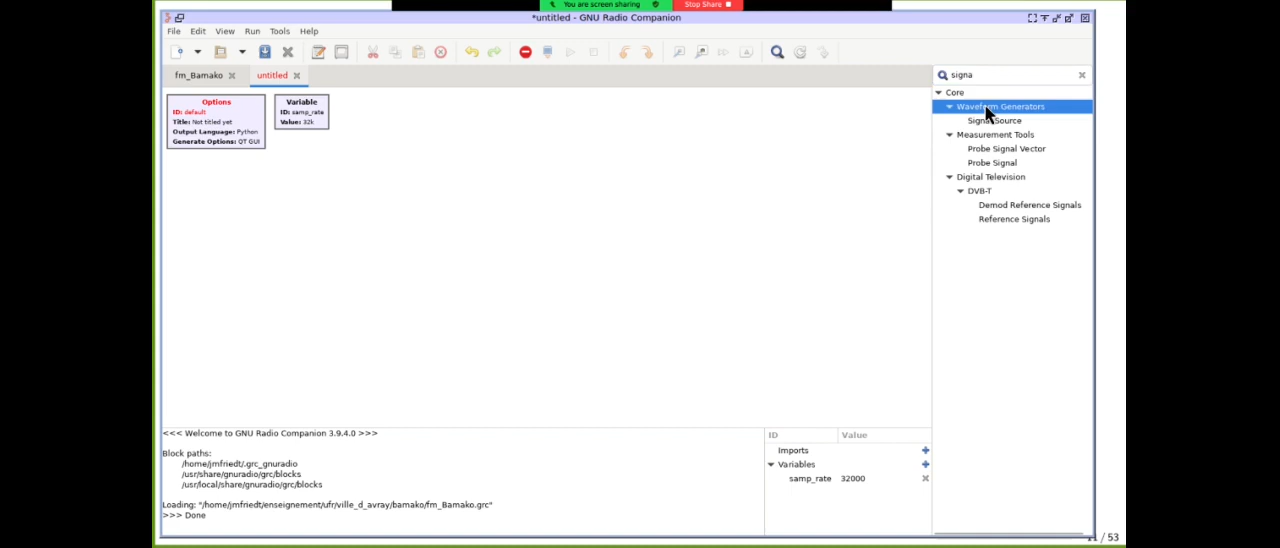 You are screen sharing
Stop Share
*untitled - GNU Radio Companion
File Edit View Run Tools Help
fm_Bamako
untitled
signa
Options
ID: default
Title: Not titled yet
Output Language: Python
Generate Options: QT GUI
Variable
ID: samp_rate
Value: 32k
Core
Waveform Generators
Signal Source
Measurement Tools
Probe Signal Vector
Probe Signal
Digital Television
DVB-T
Demod Reference Signals
Reference Signals
<<< Welcome to GNU Radio Companion 3.9.4.0 >>>
Block paths:
/home/jmfriedt/.grc_gnuradio
/usr/share/gnuradio/grc/blocks
/usr/local/share/gnuradio/grc/blocks
Loading: "/home/jmfriedt/enseignement/ufr/ville_d_avray/bamako/fm_Bamako.grc"
>>> Done
ID Value
Imports
Variables
samp_rate 32000
/ 53